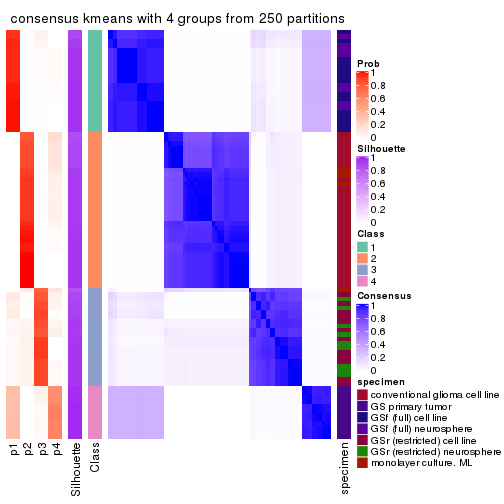 consensus kmeans with 4 groups from 250 partitions
Prob
1
0.8
0.6
0.4
0.2
0
Silhouette
1
0.8
0.6
0.4
0.2
0
Class
1
2
3
4
Consensus
1
0.8
0.6
0.4
0.2
0
specimen
conventional glioma cell line
GS primary tumor
GSf (full) cell line
GSf (full) neurosphere
GSr (restricted) cell line
GSr (restricted) neurosphere
monolayer culture. ML
p1
p2
p3
p4
Silhouette
Class
specimen